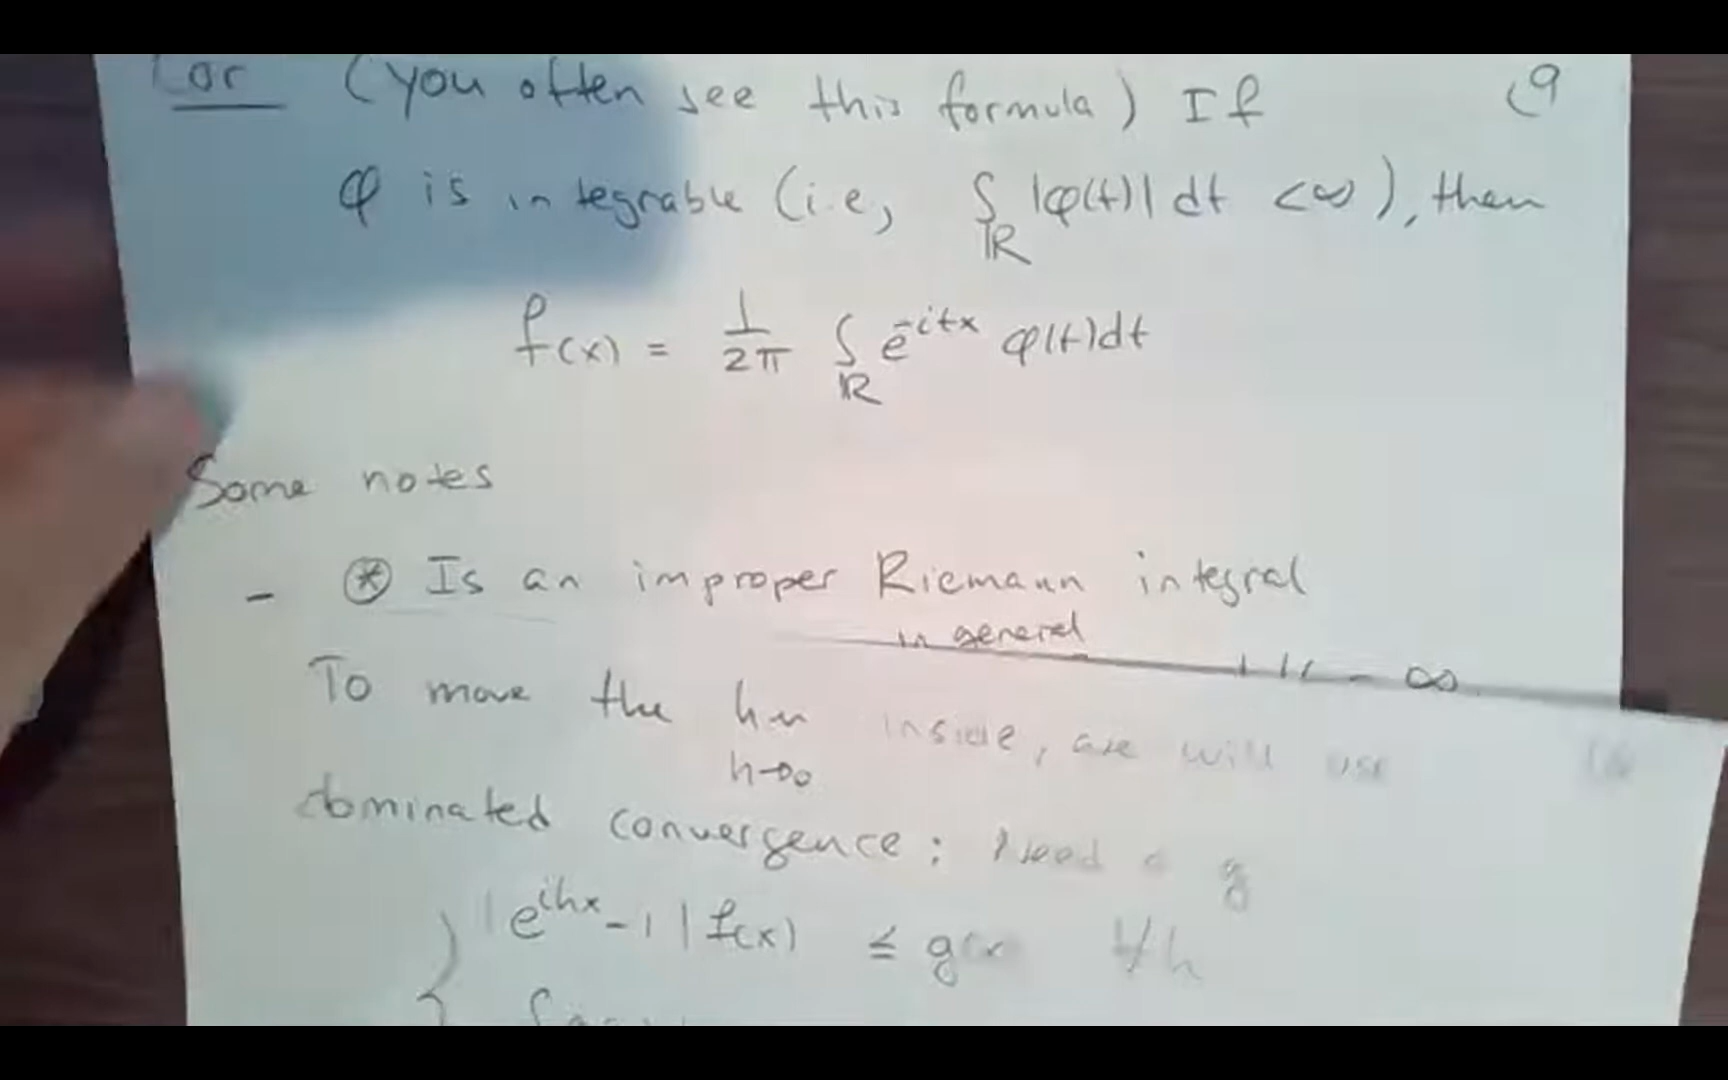 Cor (you often see this formula) If
φ is integrable (i.e, ∫_ℝ |φ(t)| dt < ∞), then
f(x) = 1/2π ∫_ℝ e^{-itx} φ(t)dt
Some notes
- ⊛ Is an improper Riemann integral
in general
∞
To move the lim_{h→0} inside, we will use
dominated convergence: Need a g
|e^{ihx} - 1| f(x) ≤ g(x) ∀h